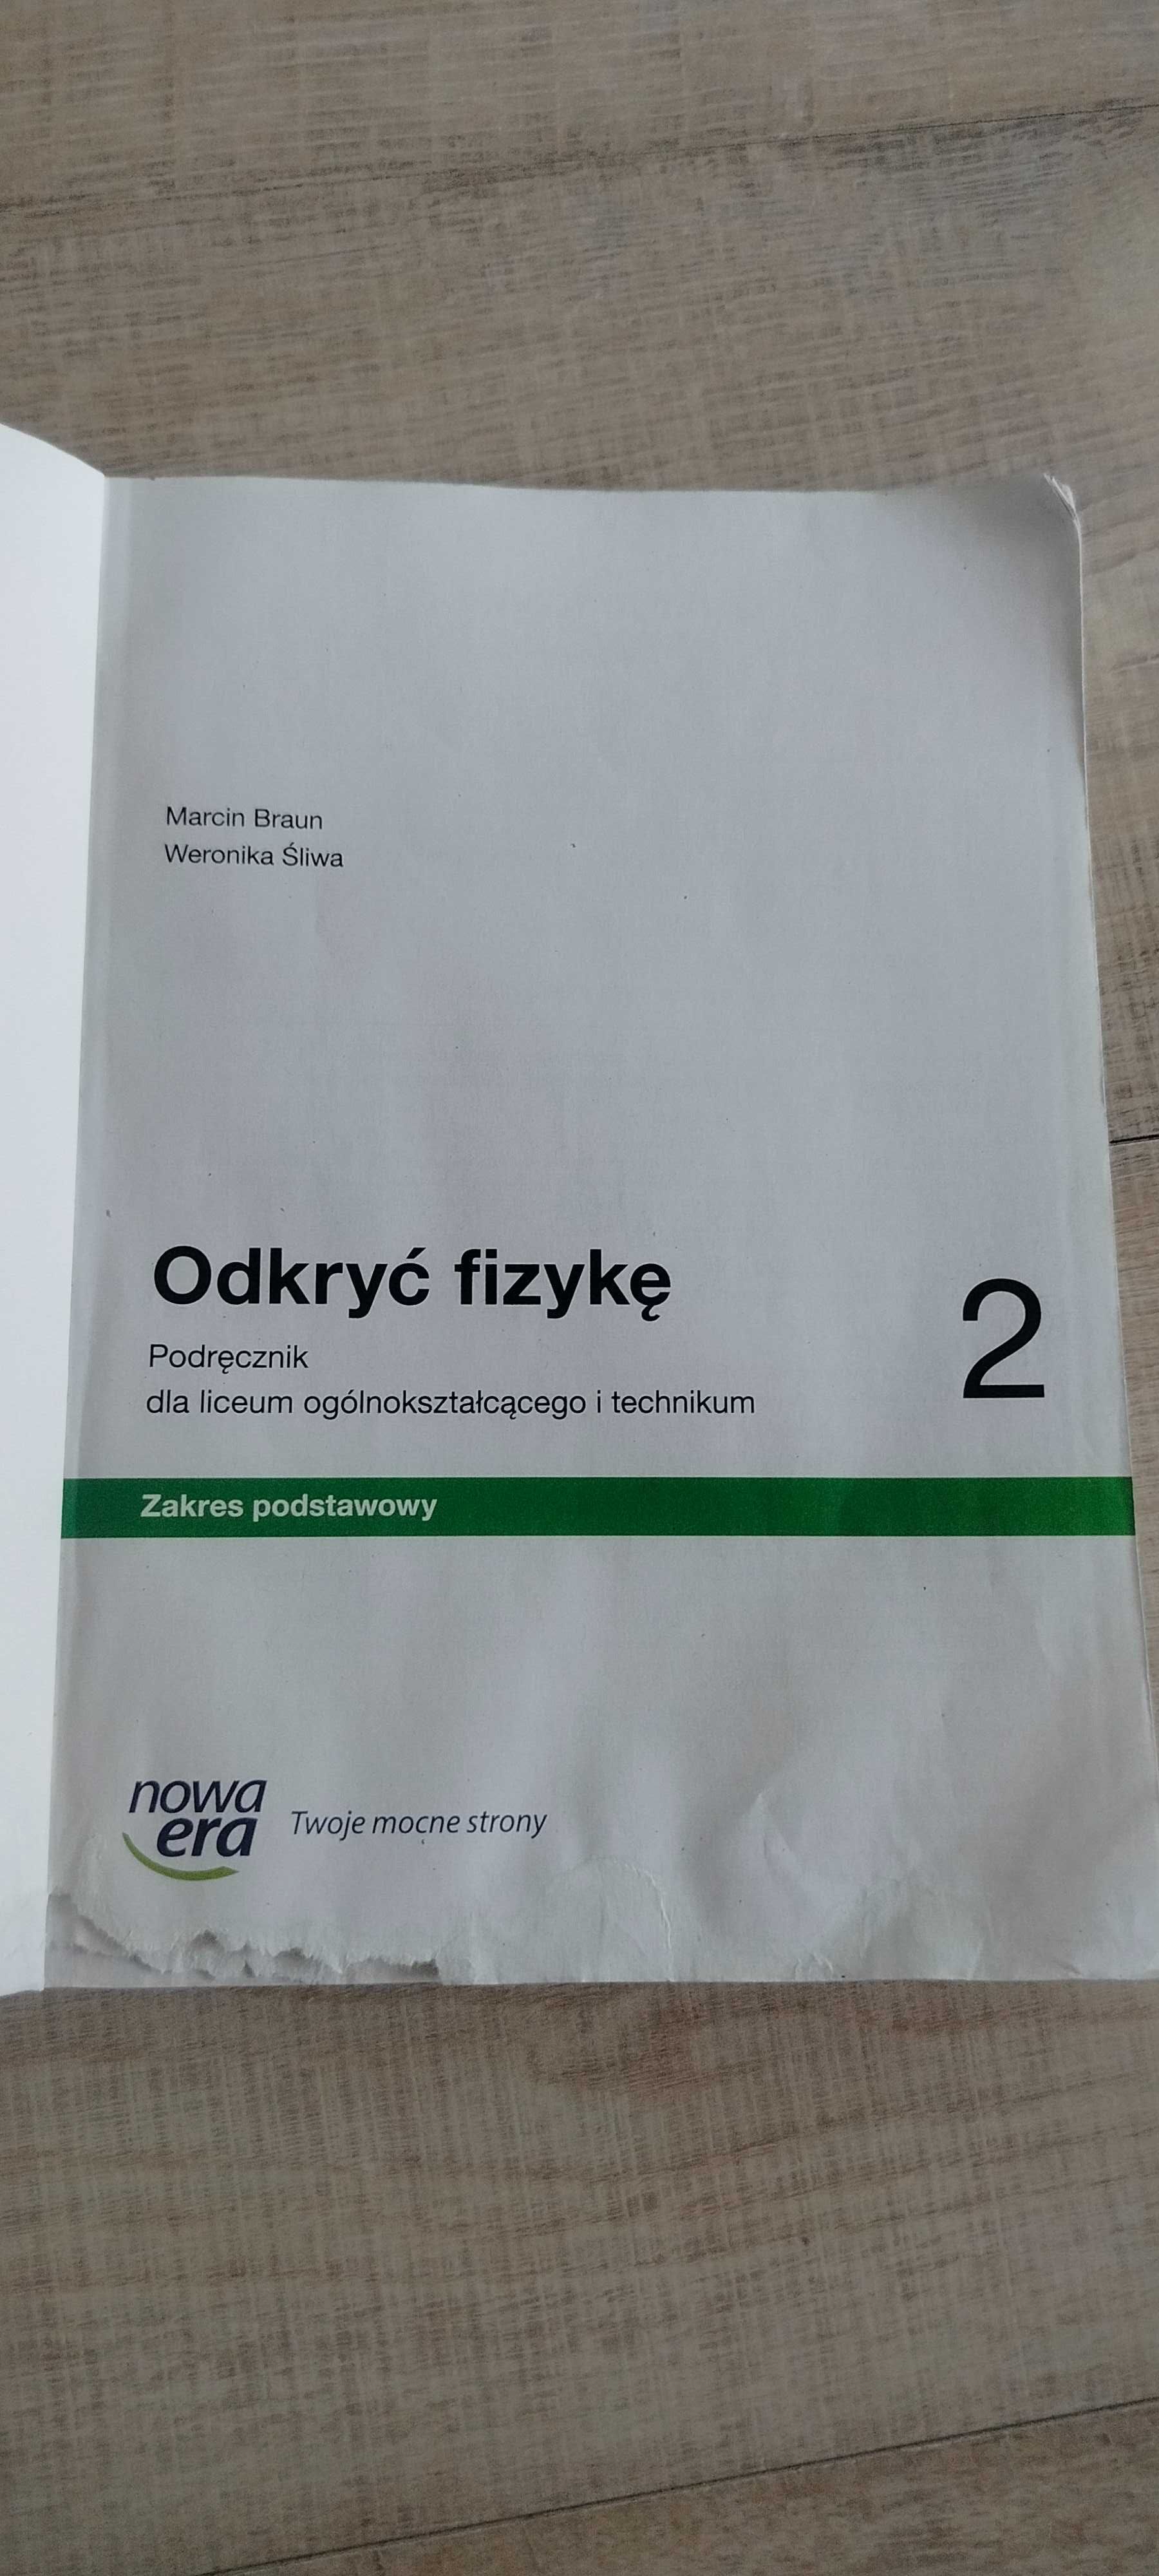 Marcin Braun
Weronika Śliwa
Odkryć fizykę
2
Podręcznik
dla liceum ogólnokształcącego i technikum
Zakres podstawowy
nowa
era
Twoje mocne strony